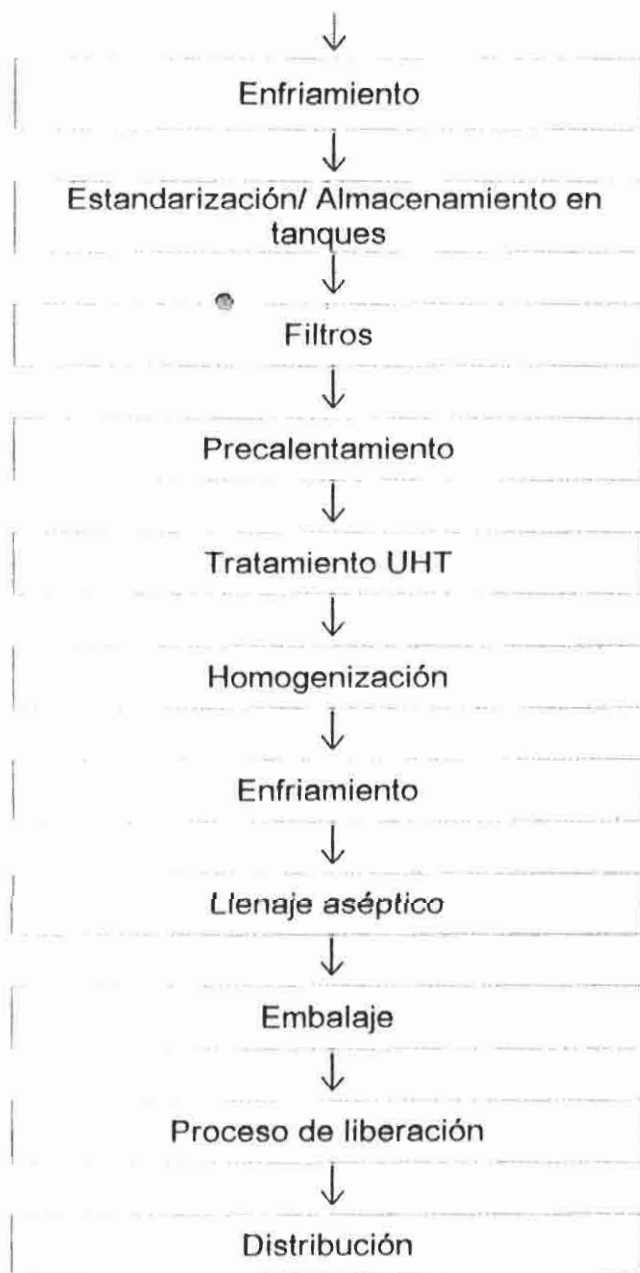 Enfriamiento
Estandarización/ Almacenamiento en
tanques
Filtros
Precalentamiento
Tratamiento UHT
Homogenización
Enfriamiento
Llenaje aséptico
Embalaje
Proceso de liberación
Distribución